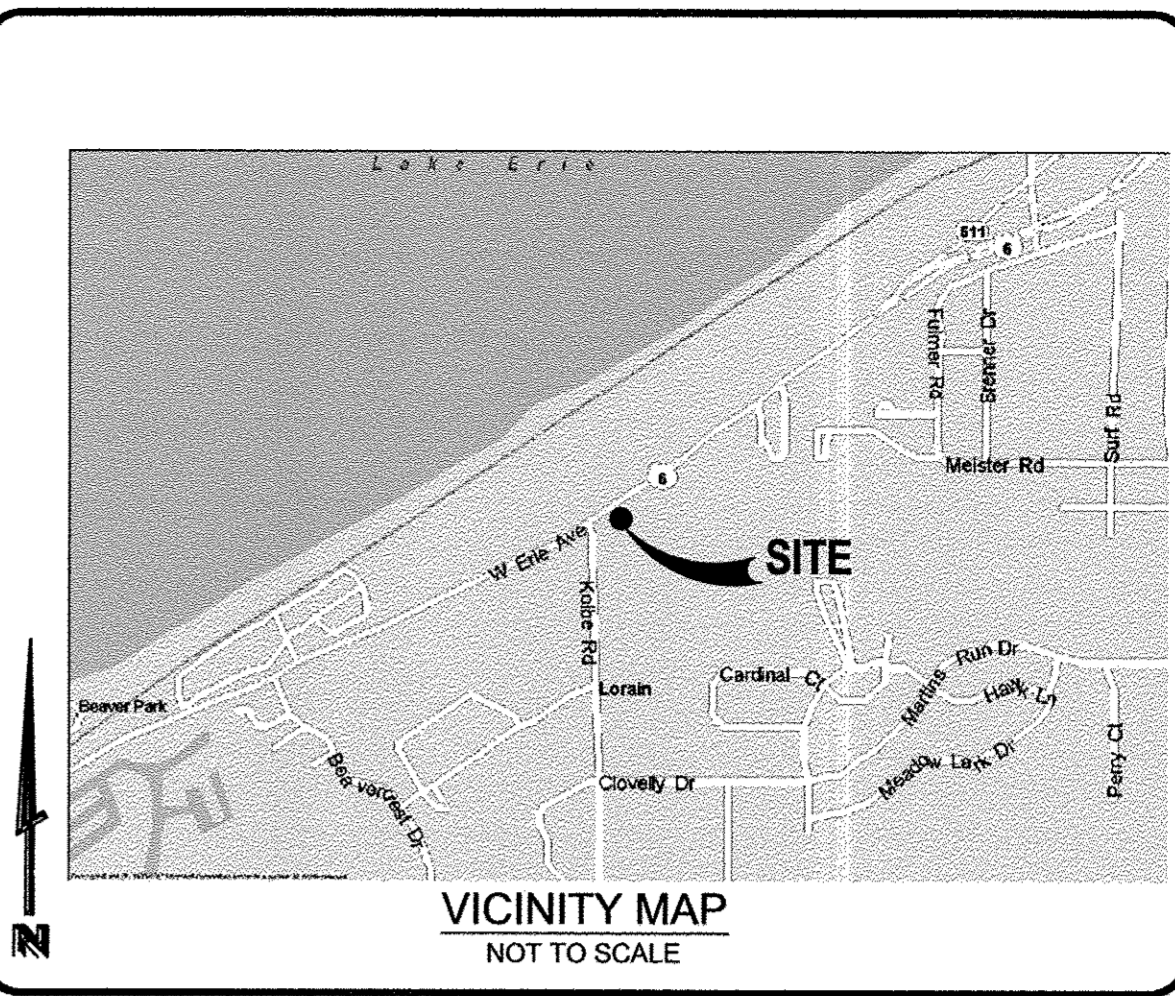 Lake Erie
611
6
Fulmer Rd
Brenner Dr
Surf Rd
Meister Rd
6
W Erie Ave
SITE
Kolbe Rd
Lorain
Cardinal Ct
Martins Run Dr
Hawk Ln
Meadow Lark Dr
Perry Ct
Beaver Park
Beavercrest Dr
Clovelly Dr
N
VICINITY MAP
NOT TO SCALE